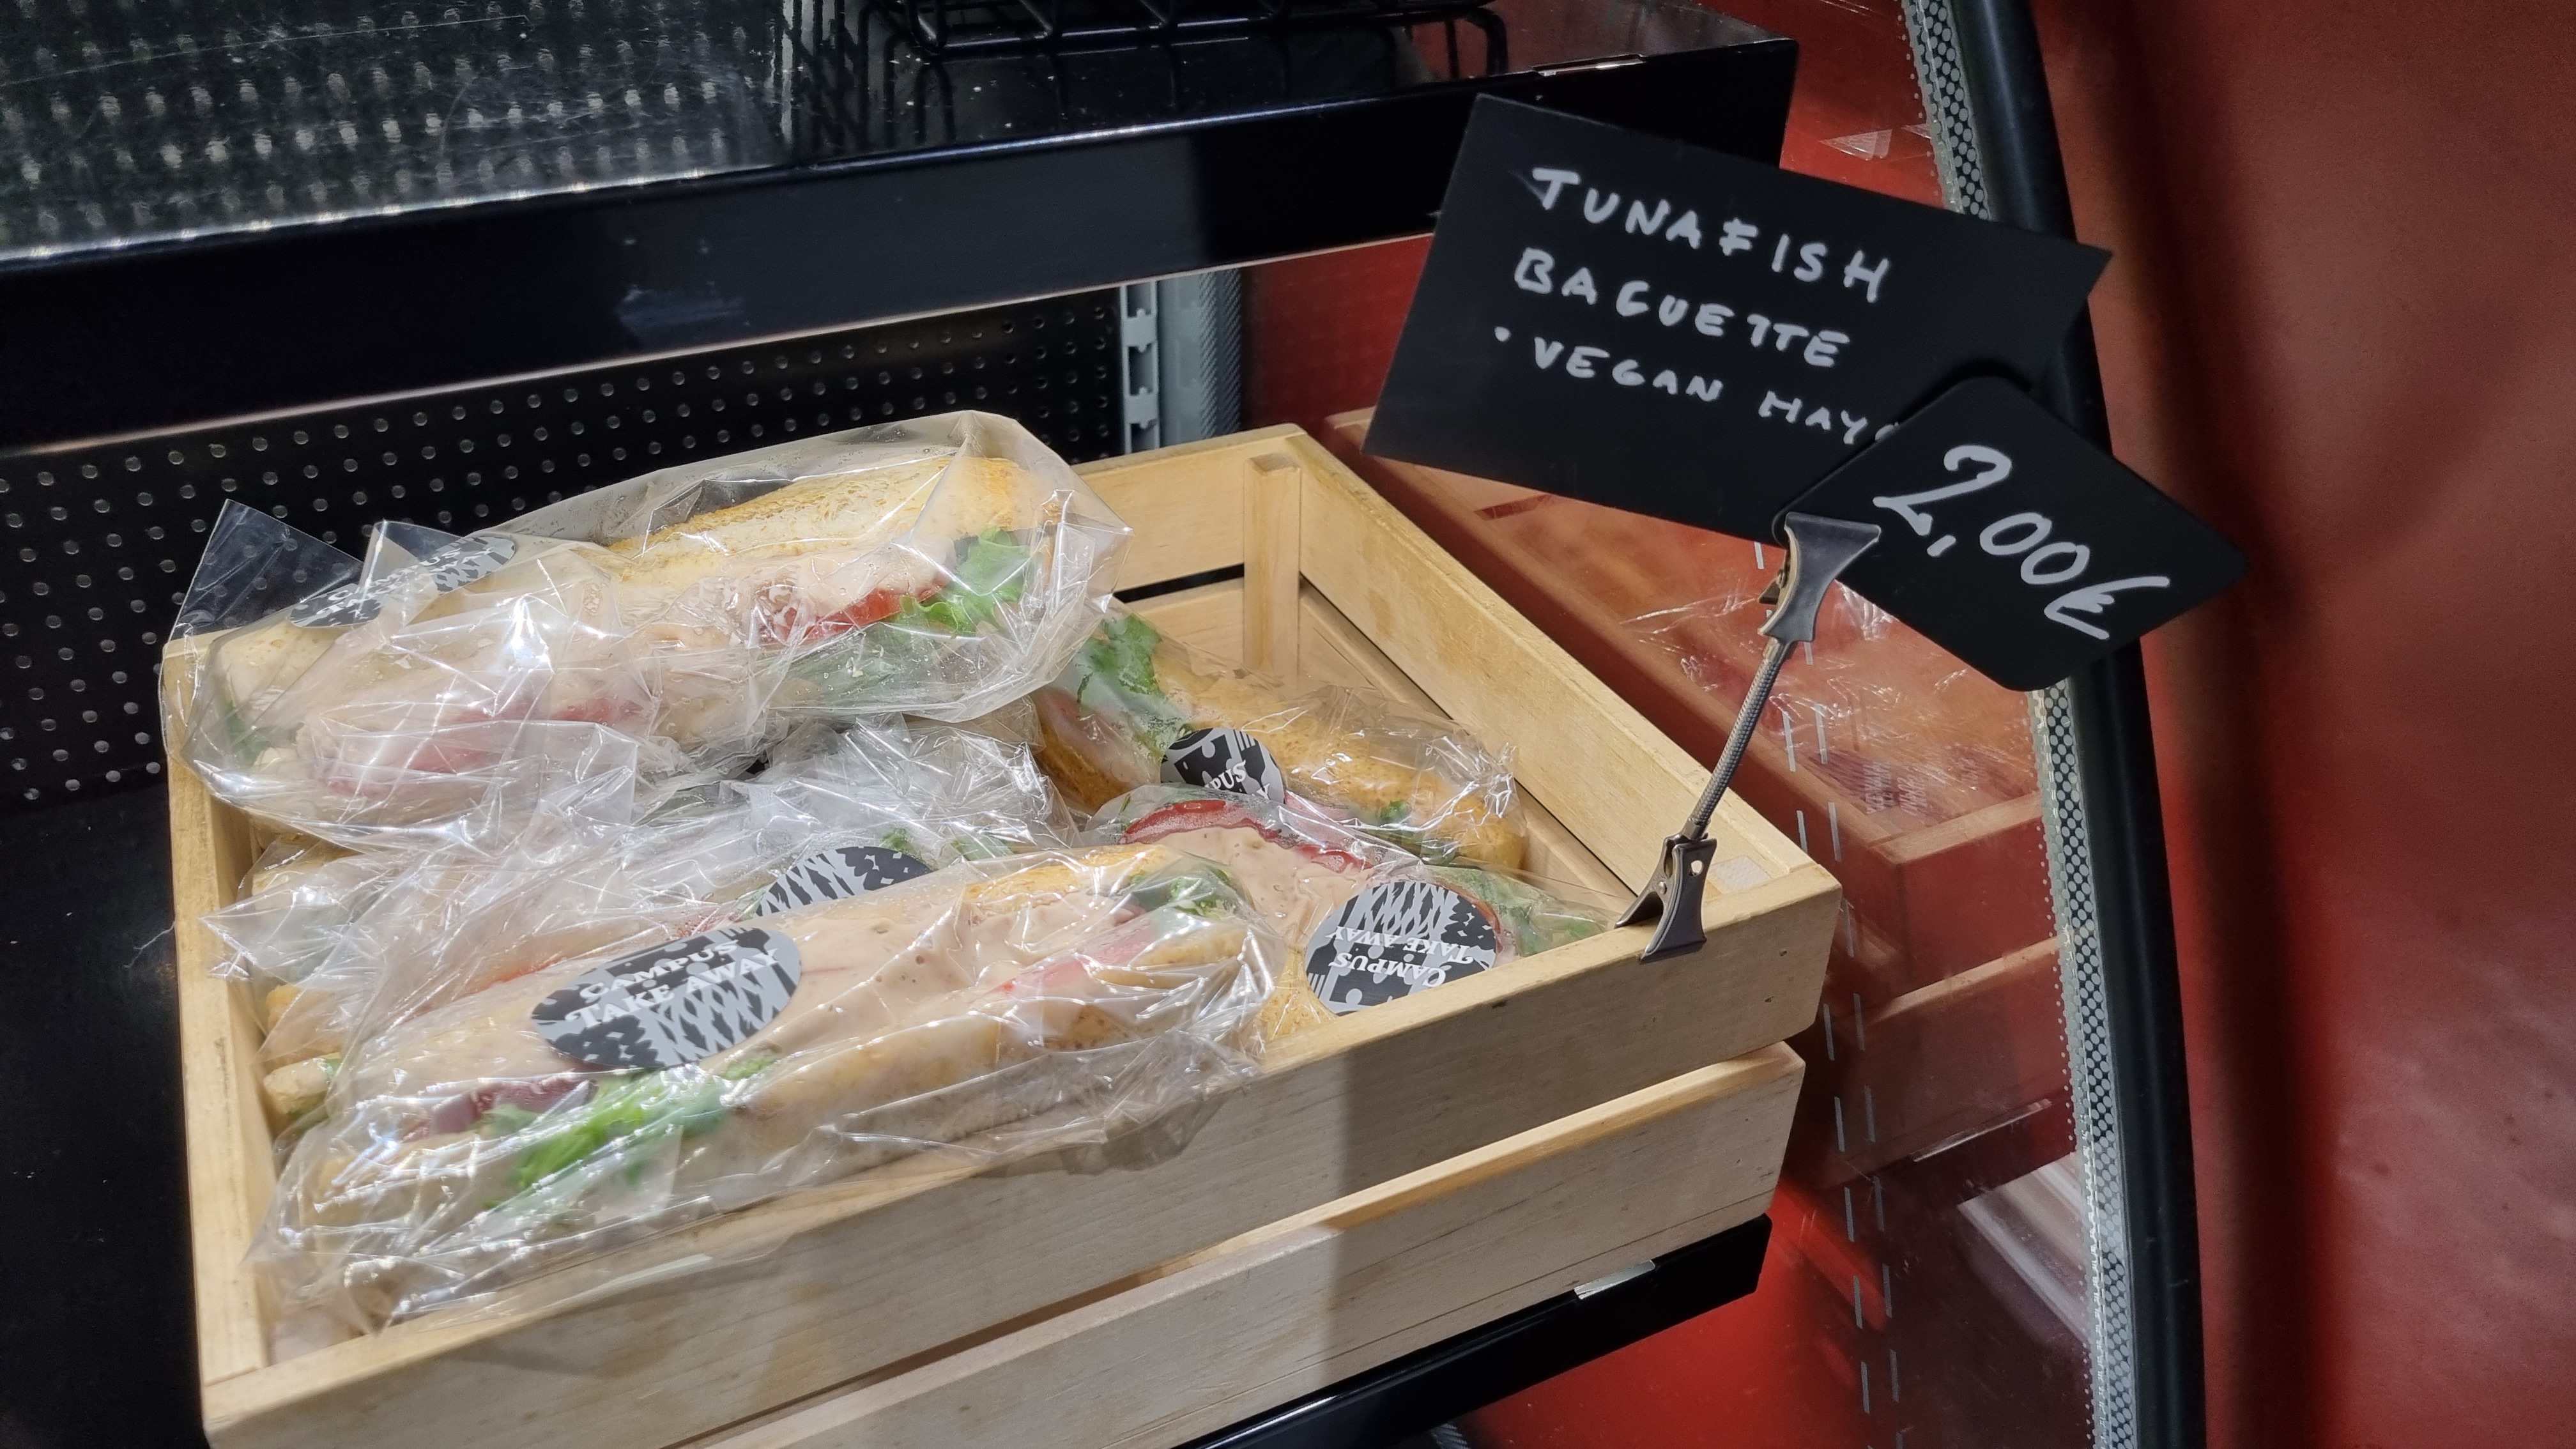 TUNAFISH
BAGUETTE
• VEGAN MAYO
2,00€
CAMPUS
TAKE AWAY
CAMPUS
TAKE AWAY